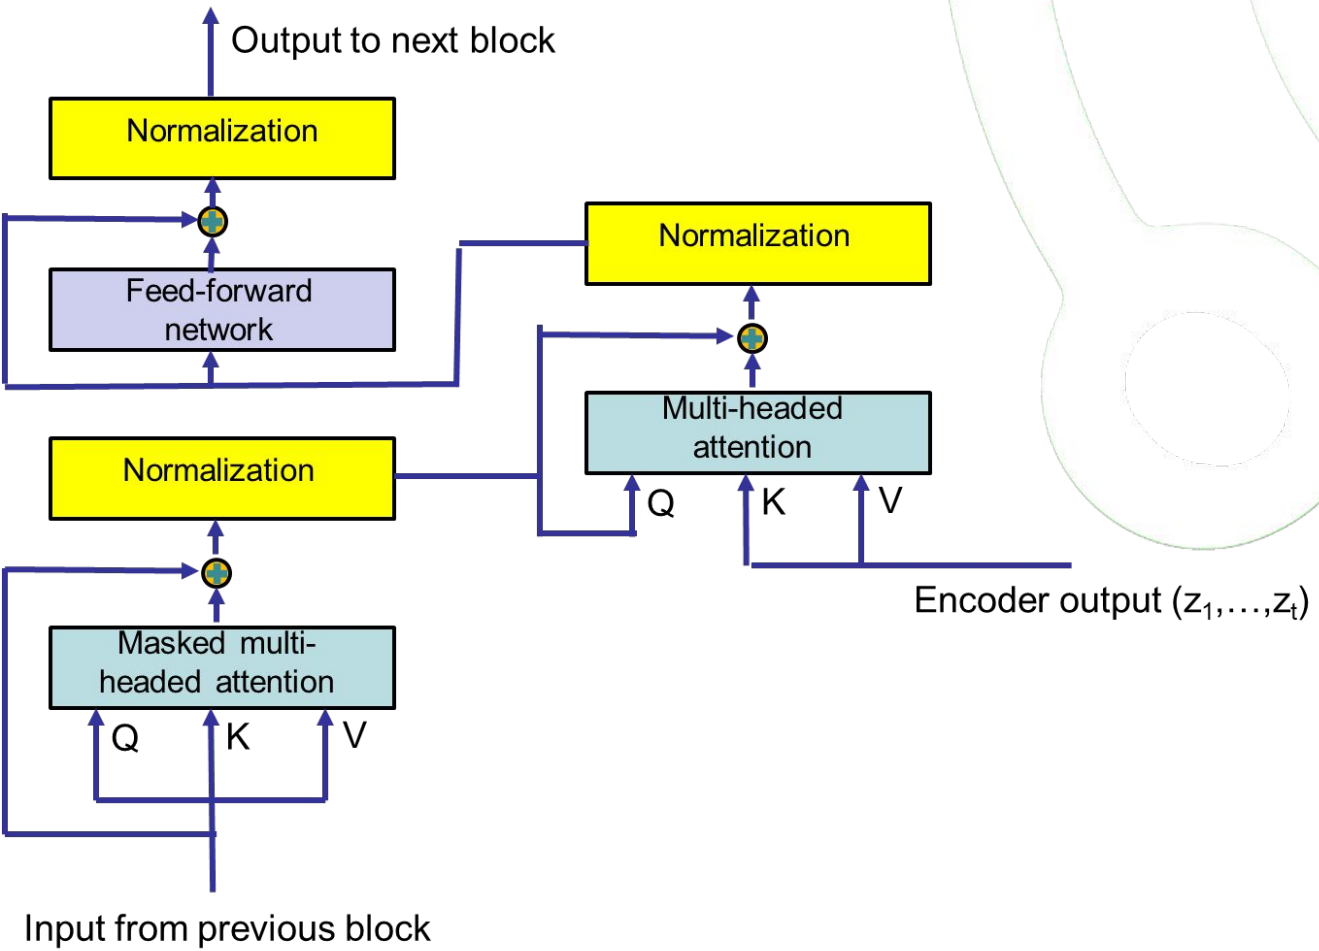 Output to next block
Normalization
Normalization
Feed-forward
network
Multi-headed
attention
Normalization
Q
K
V
Encoder output (z₁,…,zₜ)
Masked multi-
headed attention
Q
K
V
Input from previous block